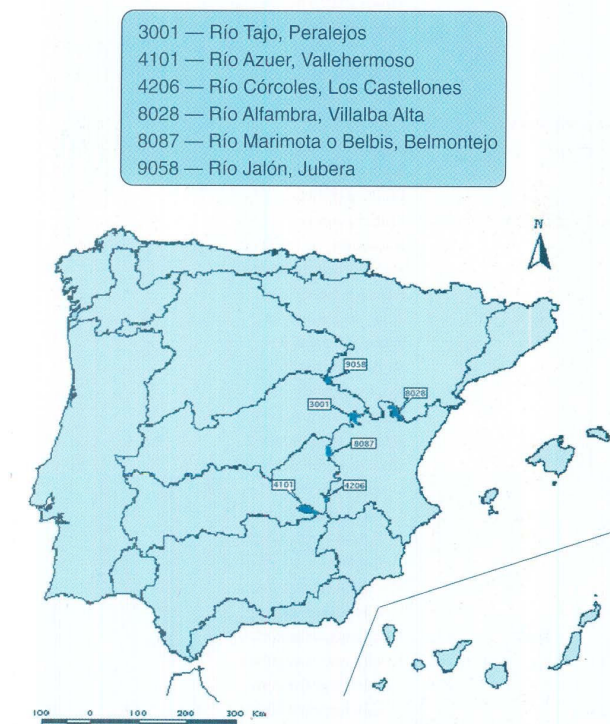 3001 — Río Tajo, Peralejos
4101 — Río Azuer, Vallehermoso
4206 — Río Córcoles, Los Castellones
8028 — Río Alfambra, Villalba Alta
8087 — Río Marimota o Belbis, Belmontejo
9058 — Río Jalón, Jubera
N
9058
3001
8028
8087
4101
4206
100 0 100 200 300 Km